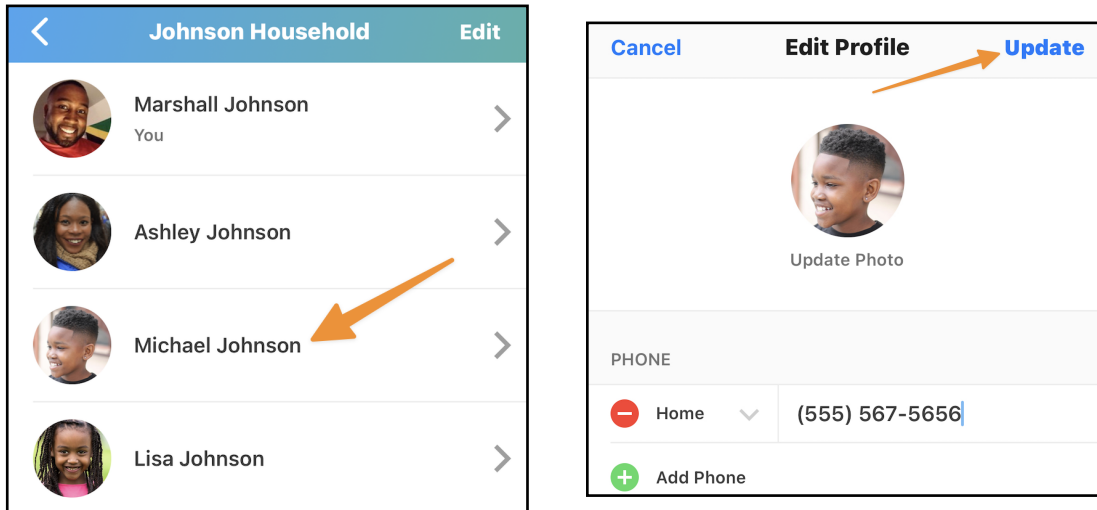 Johnson Household Edit
Marshall Johnson
You
Ashley Johnson
Michael Johnson
Lisa Johnson
Cancel Edit Profile Update
Update Photo
PHONE
Home (555) 567-5656
Add Phone